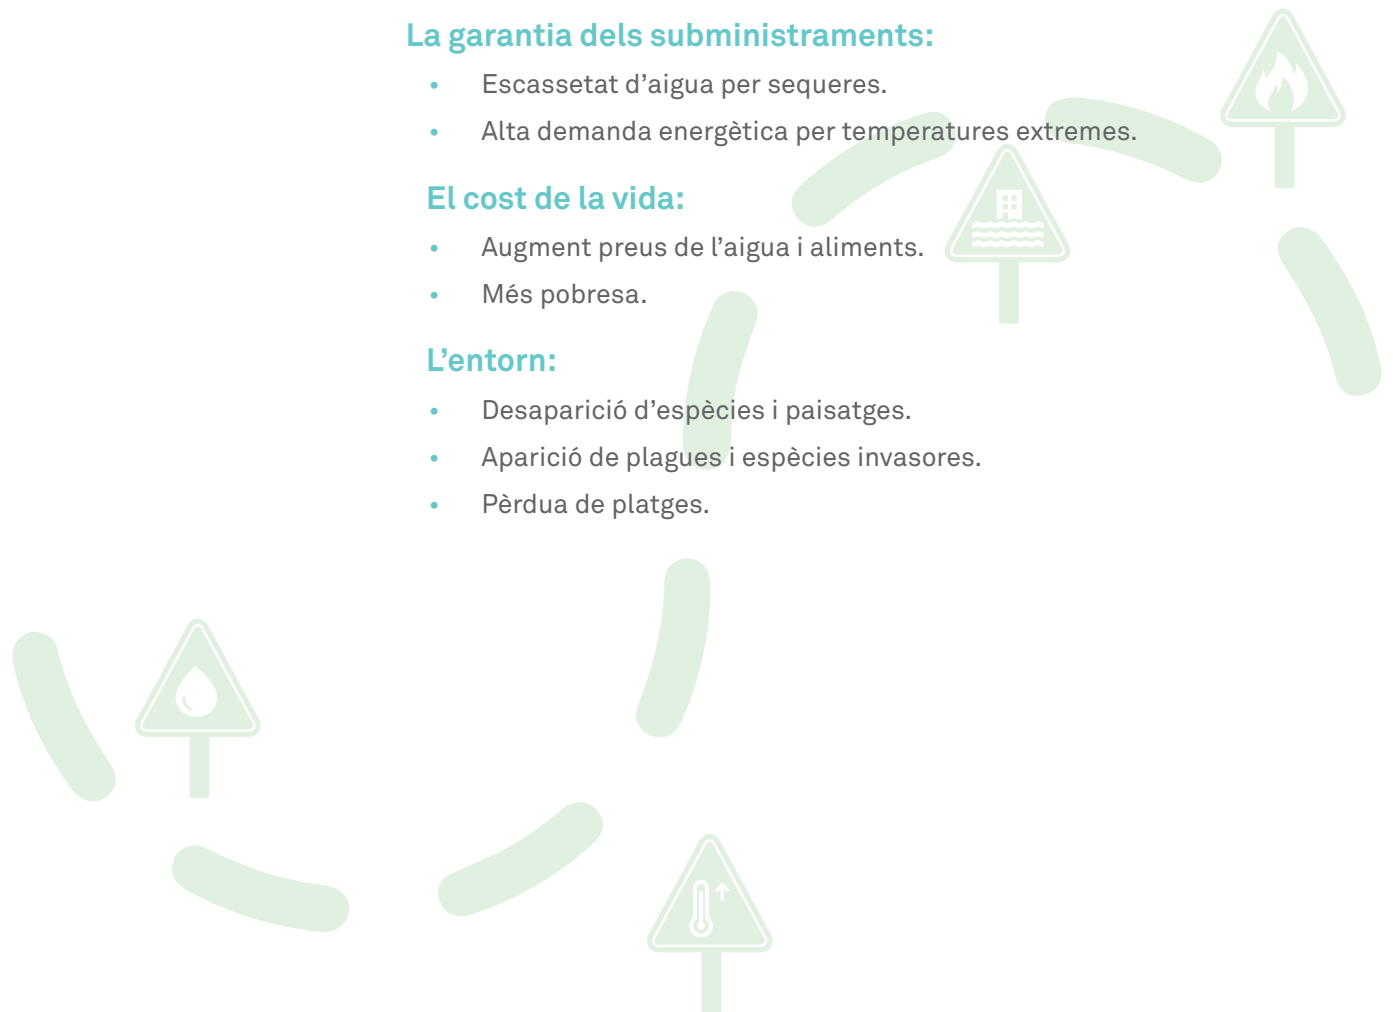 La garantia dels subministraments:
• Escassetat d’aigua per sequeres.
• Alta demanda energètica per temperatures extremes.
El cost de la vida:
• Augment preus de l’aigua i aliments.
• Més pobresa.
L’entorn:
• Desaparició d’espècies i paisatges.
• Aparició de plagues i espècies invasores.
• Pèrdua de platges.